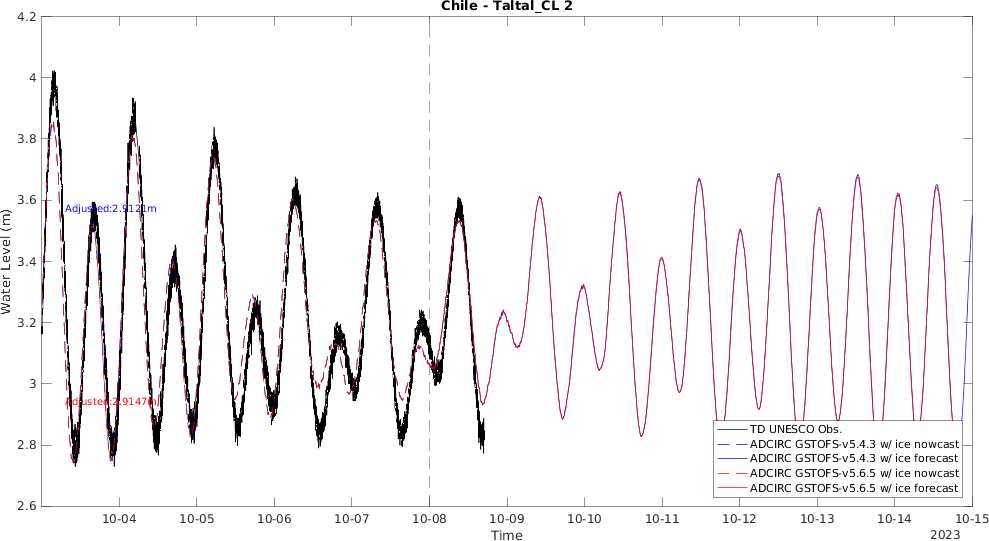 Chile - Taltal_CL 2
4.2
4
3.8
3.6
3.4
3.2
3
2.8
2.6
Water Level (m)
Adjusted:2.9121m
Adjusted:2.9147m
TD UNESCO Obs.
ADCIRC GSTOFS-v5.4.3 w/ ice nowcast
ADCIRC GSTOFS-v5.4.3 w/ ice forecast
ADCIRC GSTOFS-v5.6.5 w/ ice nowcast
ADCIRC GSTOFS-v5.6.5 w/ ice forecast
10-04 10-05 10-06 10-07 10-08 10-09 10-10 10-11 10-12 10-13 10-14 10-15
Time
2023